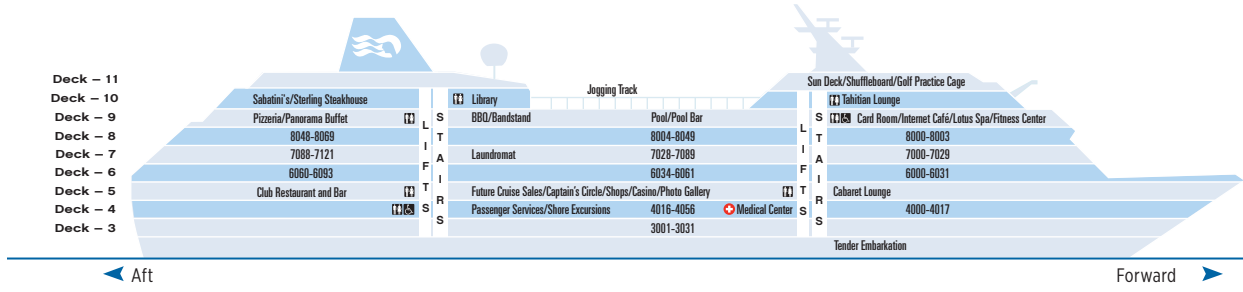 Deck – 11
Sun Deck/Shuffleboard/Golf Practice Cage
Jogging Track
Deck – 10
Sabatini's/Sterling Steakhouse
Library
Tahitian Lounge
Deck – 9
Pizzeria/Panorama Buffet
BBQ/Bandstand
Pool/Pool Bar
Card Room/Internet Café/Lotus Spa/Fitness Center
Deck – 8
8048-8069
8004-8049
8000-8003
Deck – 7
7088-7121
Laundromat
7028-7089
7000-7029
Deck – 6
6060-6093
6034-6061
6000-6031
Deck – 5
Club Restaurant and Bar
Future Cruise Sales/Captain's Circle/Shops/Casino/Photo Gallery
Cabaret Lounge
Deck – 4
Passenger Services/Shore Excursions
4016-4056
Medical Center
4000-4017
Deck – 3
3001-3031
Tender Embarkation
LIFTS
STAIRS
LIFTS
STAIRS
Aft
Forward